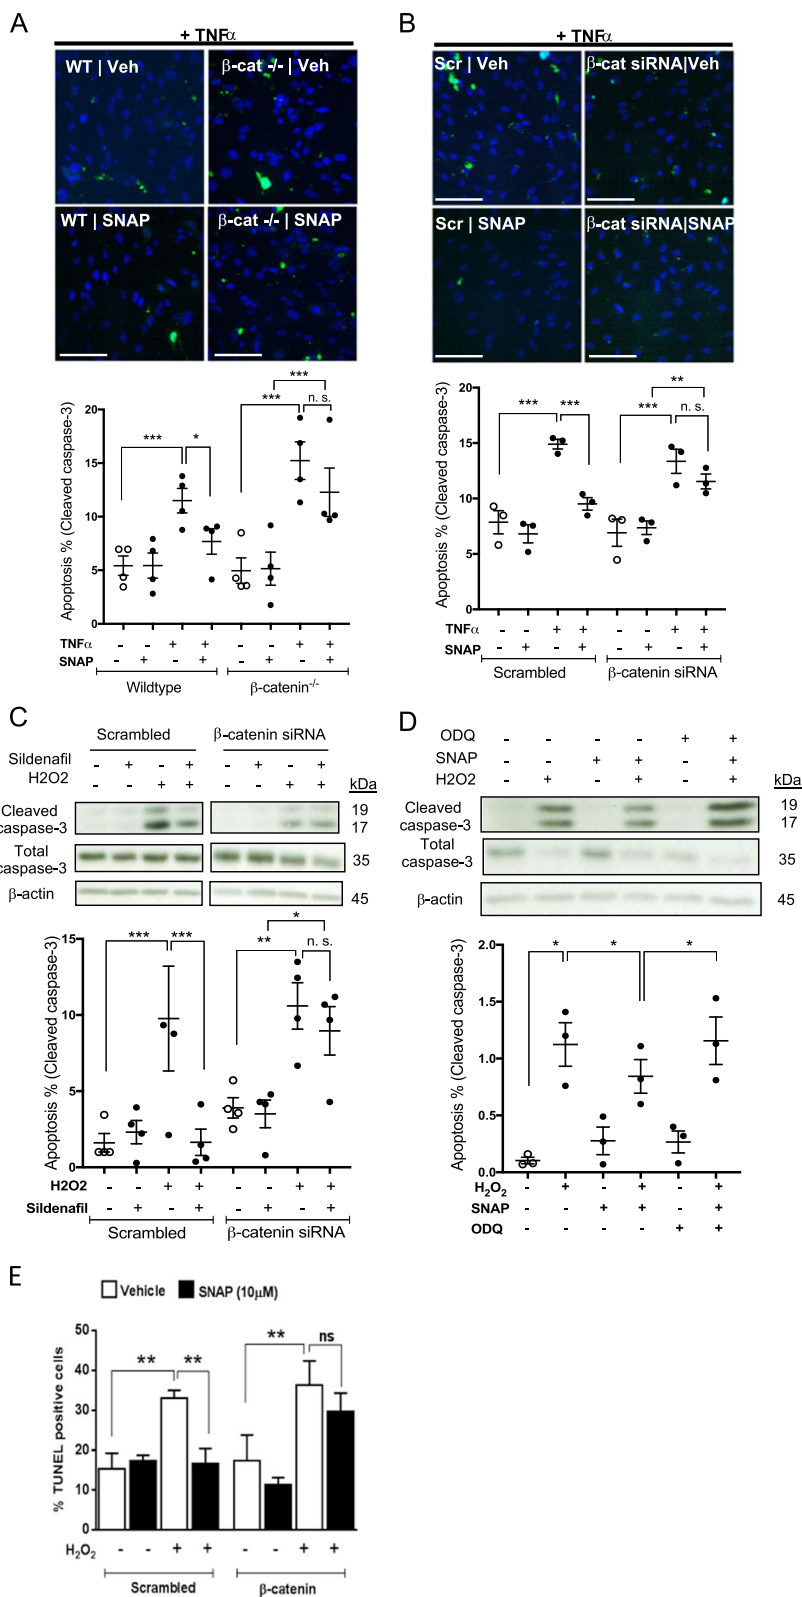 A
+ TNFα
WT | Veh
β-cat -/- | Veh
WT | SNAP
β-cat -/- | SNAP
*** 
*** n. s.
*** *
Apoptosis % (Cleaved caspase-3)
20
15
10
5
0
TNFα - - + + - - + +
SNAP - + - + - + - +
Wildtype
β-catenin-/-
B
+ TNFα
Scr | Veh
β-cat siRNA|Veh
Scr | SNAP
β-cat siRNA|SNAP
**
*** *** *** n. s.
Apoptosis % (Cleaved caspase-3)
20
15
10
5
0
TNFα - - + + - - + +
SNAP - + - + - + - +
Scrambled
β-catenin siRNA
C
Scrambled
β-catenin siRNA
Sildenafil - + - + - + - +
H2O2 - - + + - - + +
kDa
Cleaved caspase-3
19
17
Total caspase-3
35
β-actin
45
*** *** * ** n. s.
Apoptosis % (Cleaved caspase-3)
15
10
5
0
H2O2 - - + + - - + +
Sildenafil - + - + - + - +
Scrambled
β-catenin siRNA
D
ODQ - - - - + +
SNAP - - + + - +
H2O2 - + - + - +
kDa
Cleaved caspase-3
19
17
Total caspase-3
35
β-actin
45
* * *
Apoptosis % (Cleaved caspase-3)
2.0
1.5
1.0
0.5
0.0
H₂O₂ - + - + - +
SNAP - - + + - +
ODQ - - - - + +
E
Vehicle
SNAP (10µM)
** ** ** ns
% TUNEL positive cells
50
40
30
20
10
0
H₂O₂ - - + + - - + +
Scrambled
β-catenin